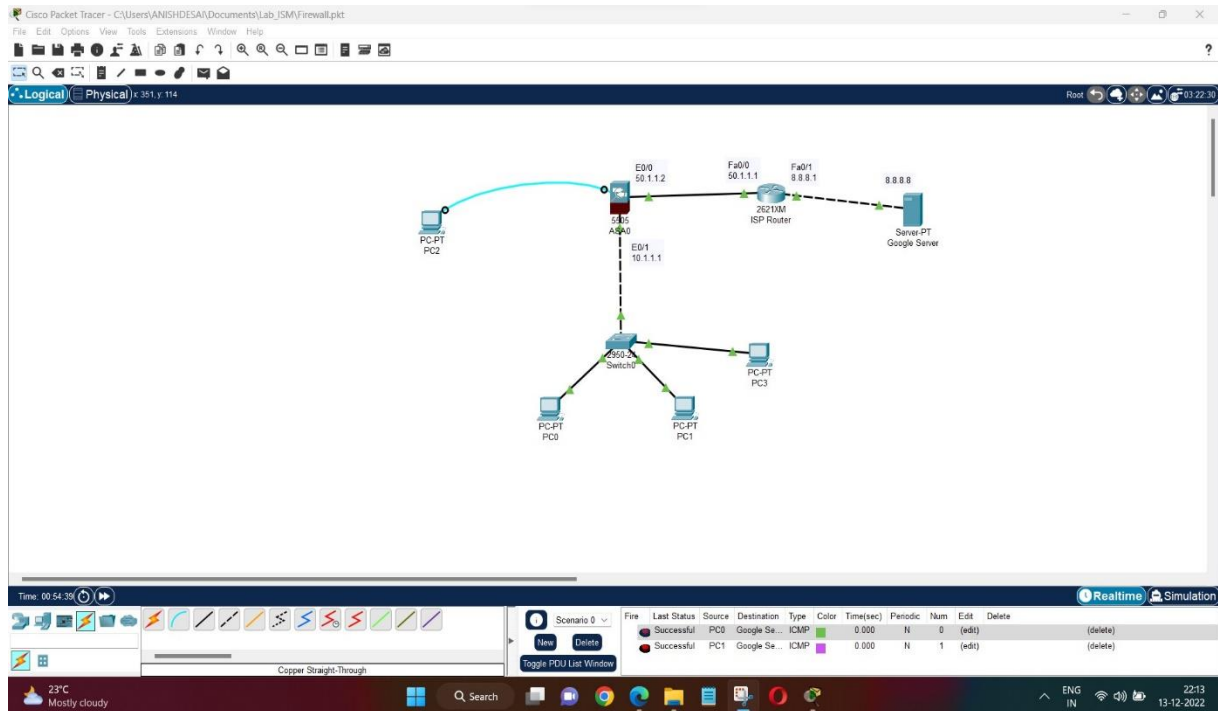 Cisco Packet Tracer - C:\Users\ANISHDESAI\Documents\Lab_ISM\Firewall.pkt
File Edit Options View Tools Extensions Window Help
?
Logical Physical x: 351, y: 114
Root 03:22:30
E0/0
50.1.1.2
Fa0/0
50.1.1.1
Fa0/1
8.8.8.1
8.8.8.8
PC-PT
PC2
5505
ASA0
2621XM
ISP Router
Server-PT
Google Server
E0/1
10.1.1.1
2950-24
Switch0
PC-PT
PC3
PC-PT
PC0
PC-PT
PC1
Time: 00:54:39
Realtime Simulation
Scenario 0
New Delete
Toggle PDU List Window
Fire Last Status Source Destination Type Color Time(sec) Periodic Num Edit Delete
Successful PC0 Google Se... ICMP 0.000 N 0 (edit) (delete)
Successful PC1 Google Se... ICMP 0.000 N 1 (edit) (delete)
Copper Straight-Through
23°C
Mostly cloudy
Search
ENG
IN
22:13
13-12-2022